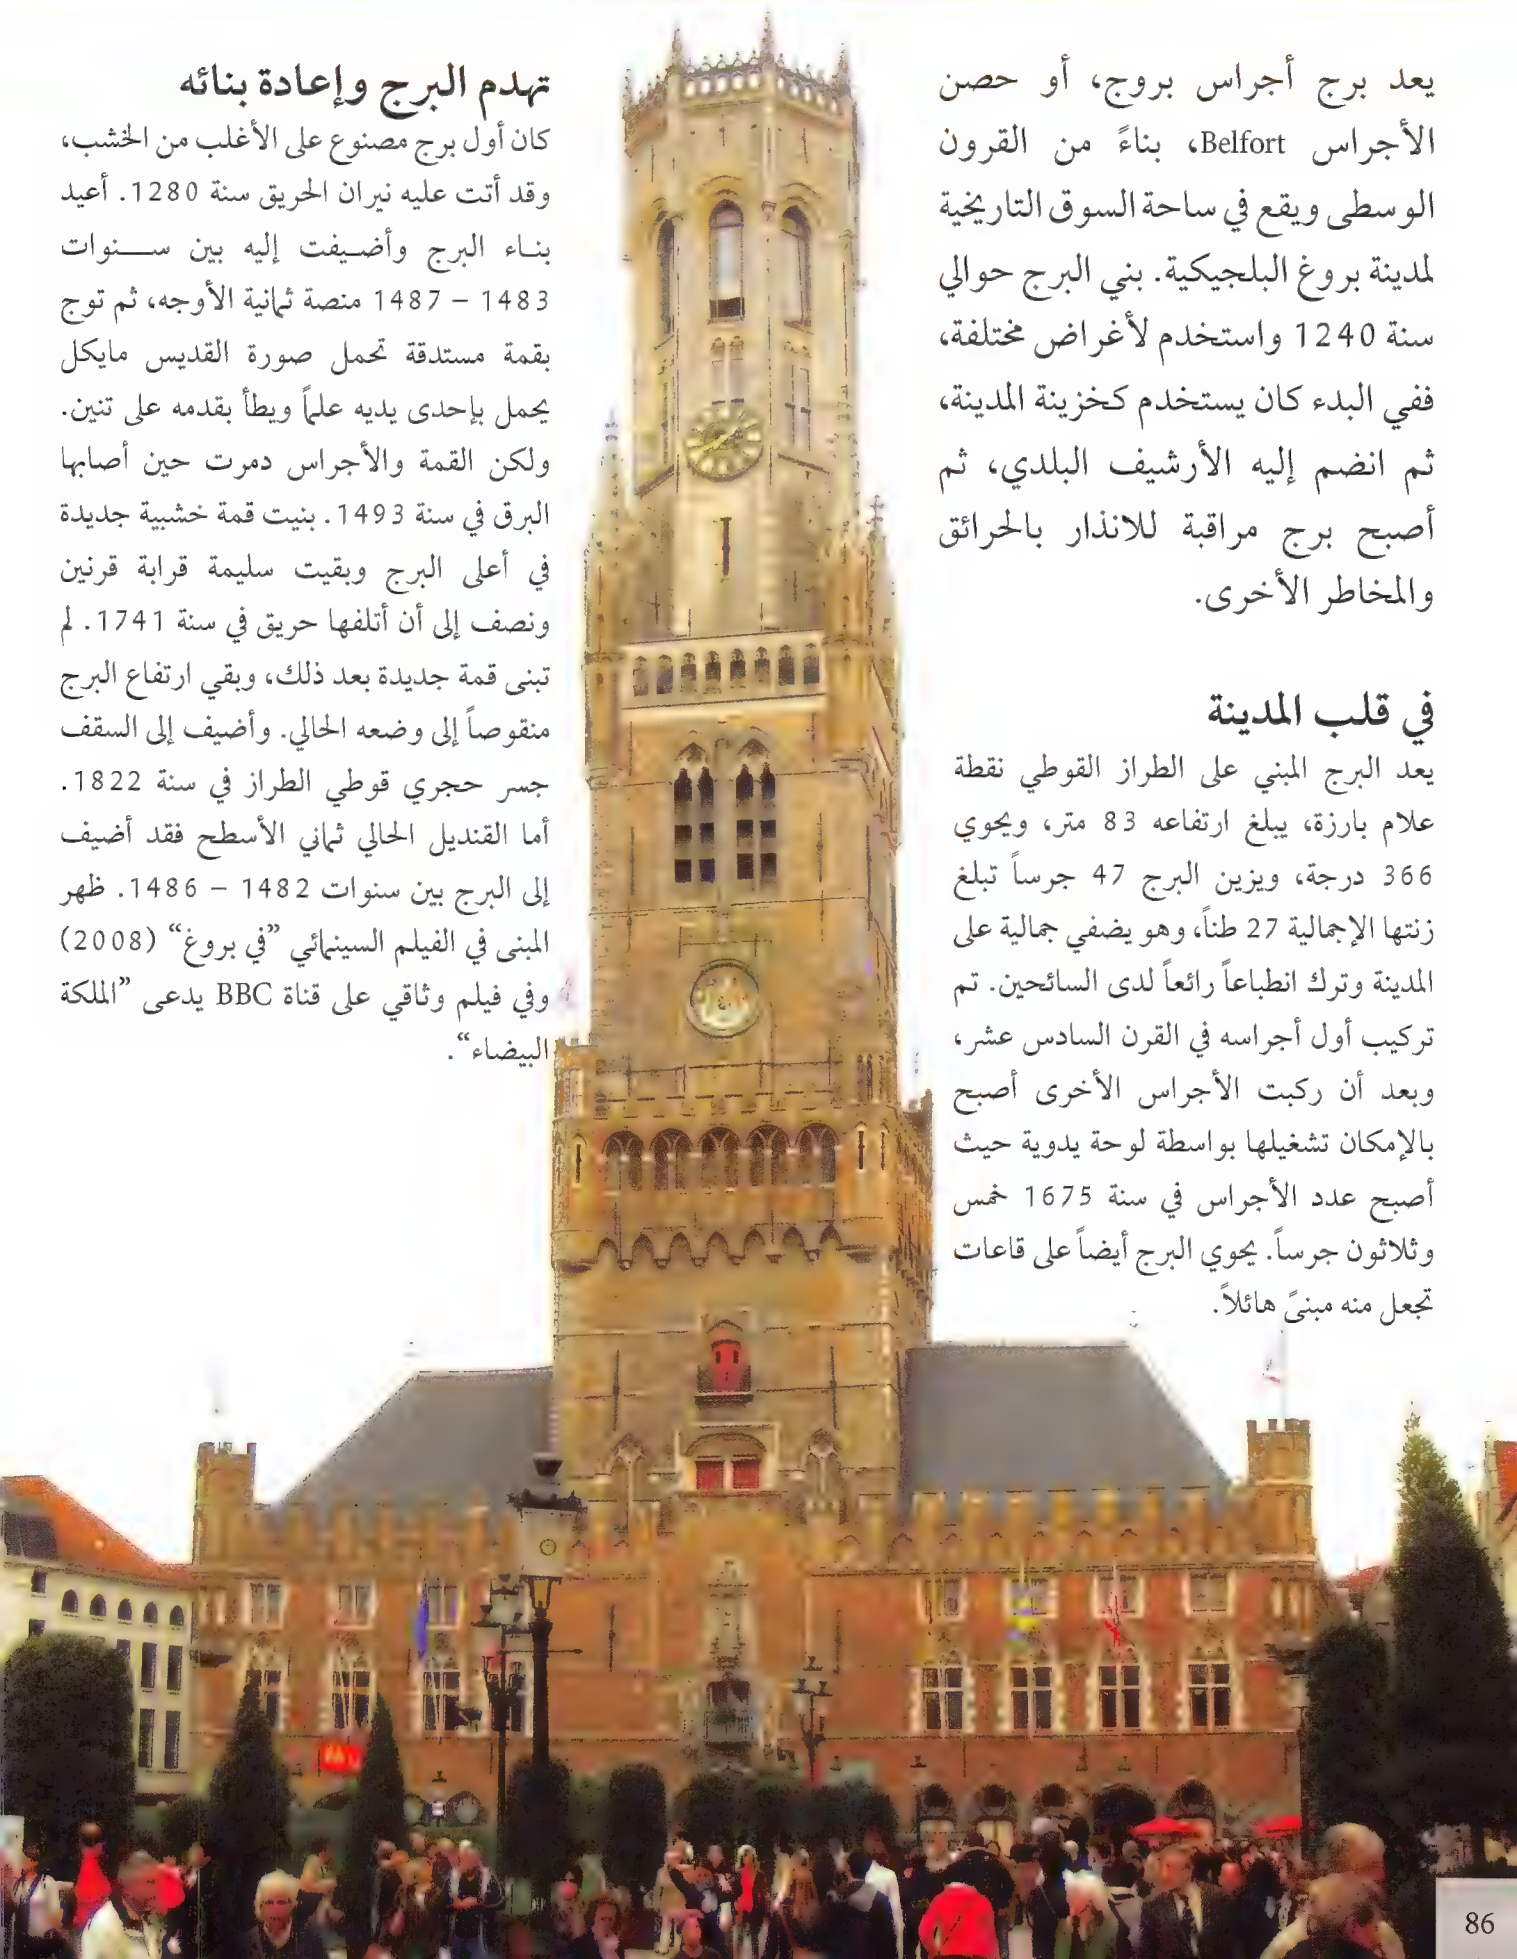 يعد برج أجراس بروج، أو حصن
الأجراس Belfort، بناءً من القرون
الوسطى ويقع في ساحة السوق التاريخية
لمدينة بروغ البلجيكية. بني البرج حوالي
سنة 1240 واستخدم لأغراض مختلفة،
ففي البدء كان يستخدم كخزينة المدينة،
ثم انضم إليه الأرشيف البلدي، ثم
أصبح برج مراقبة للانذار بالحرائق
والمخاطر الأخرى.
في قلب المدينة
يعد البرج المبني على الطراز القوطي نقطة
علام بارزة، يبلغ ارتفاعه 83 متر، ويحوي
366 درجة، ويزين البرج 47 جرساً تبلغ
زنتها الإجمالية 27 طناً، وهو يضفي جمالية على
المدينة وترك انطباعاً رائعاً لدى السائحين. تم
تركيب أول أجراسه في القرن السادس عشر،
وبعد أن ركبت الأجراس الأخرى أصبح
بالإمكان تشغيلها بواسطة لوحة يدوية حيث
أصبح عدد الأجراس في سنة 1675 خمس
وثلاثون جرساً. يحوي البرج أيضاً على قاعات
تجعل منه مبنىً هائلاً.
تهدم البرج وإعادة بنائه
كان أول برج مصنوع على الأغلب من الخشب،
وقد أتت عليه نيران الحريق سنة 1280. أعيد
بناء البرج وأضيفت إليه بين سنوات
1483 – 1487 منصة ثمانية الأوجه، ثم توج
بقمة مستدقة تحمل صورة القديس مايكل
يحمل بإحدى يديه علماً ويطأ بقدمه على تنين.
ولكن القمة والأجراس دمرت حين أصابها
البرق في سنة 1493. بنيت قمة خشبية جديدة
في أعلى البرج وبقيت سليمة قرابة قرنين
ونصف إلى أن أتلفها حريق في سنة 1741. لم
تبنى قمة جديدة بعد ذلك، وبقي ارتفاع البرج
منقوصاً إلى وضعه الحالي. وأضيف إلى السقف
جسر حجري قوطي الطراز في سنة 1822.
أما القنديل الحالي ثماني الأسطح فقد أضيف
إلى البرج بين سنوات 1482 – 1486. ظهر
المبنى في الفيلم السينمائي ”في بروغ“ (2008)
وفي فيلم وثاقي على قناة BBC يدعى ”الملكة
البيضاء“.
86